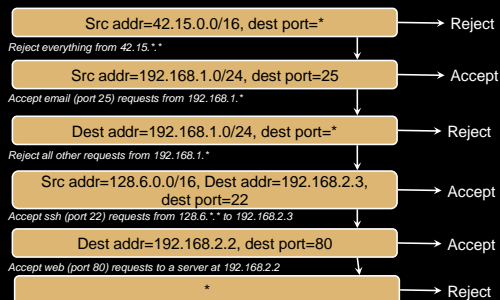 Src addr=42.15.0.0/16, dest port=*
Reject
Reject everything from 42.15.*.*
Src addr=192.168.1.0/24, dest port=25
Accept
Accept email (port 25) requests from 192.168.1.*
Dest addr=192.168.1.0/24, dest port=*
Reject
Reject all other requests from 192.168.1.*
Src addr=128.6.0.0/16, Dest addr=192.168.2.3,
dest port=22
Accept
Accept ssh (port 22) requests from 128.6.*.* to 192.168.2.3
Dest addr=192.168.2.2, dest port=80
Accept
Accept web (port 80) requests to a server at 192.168.2.2
*
Reject